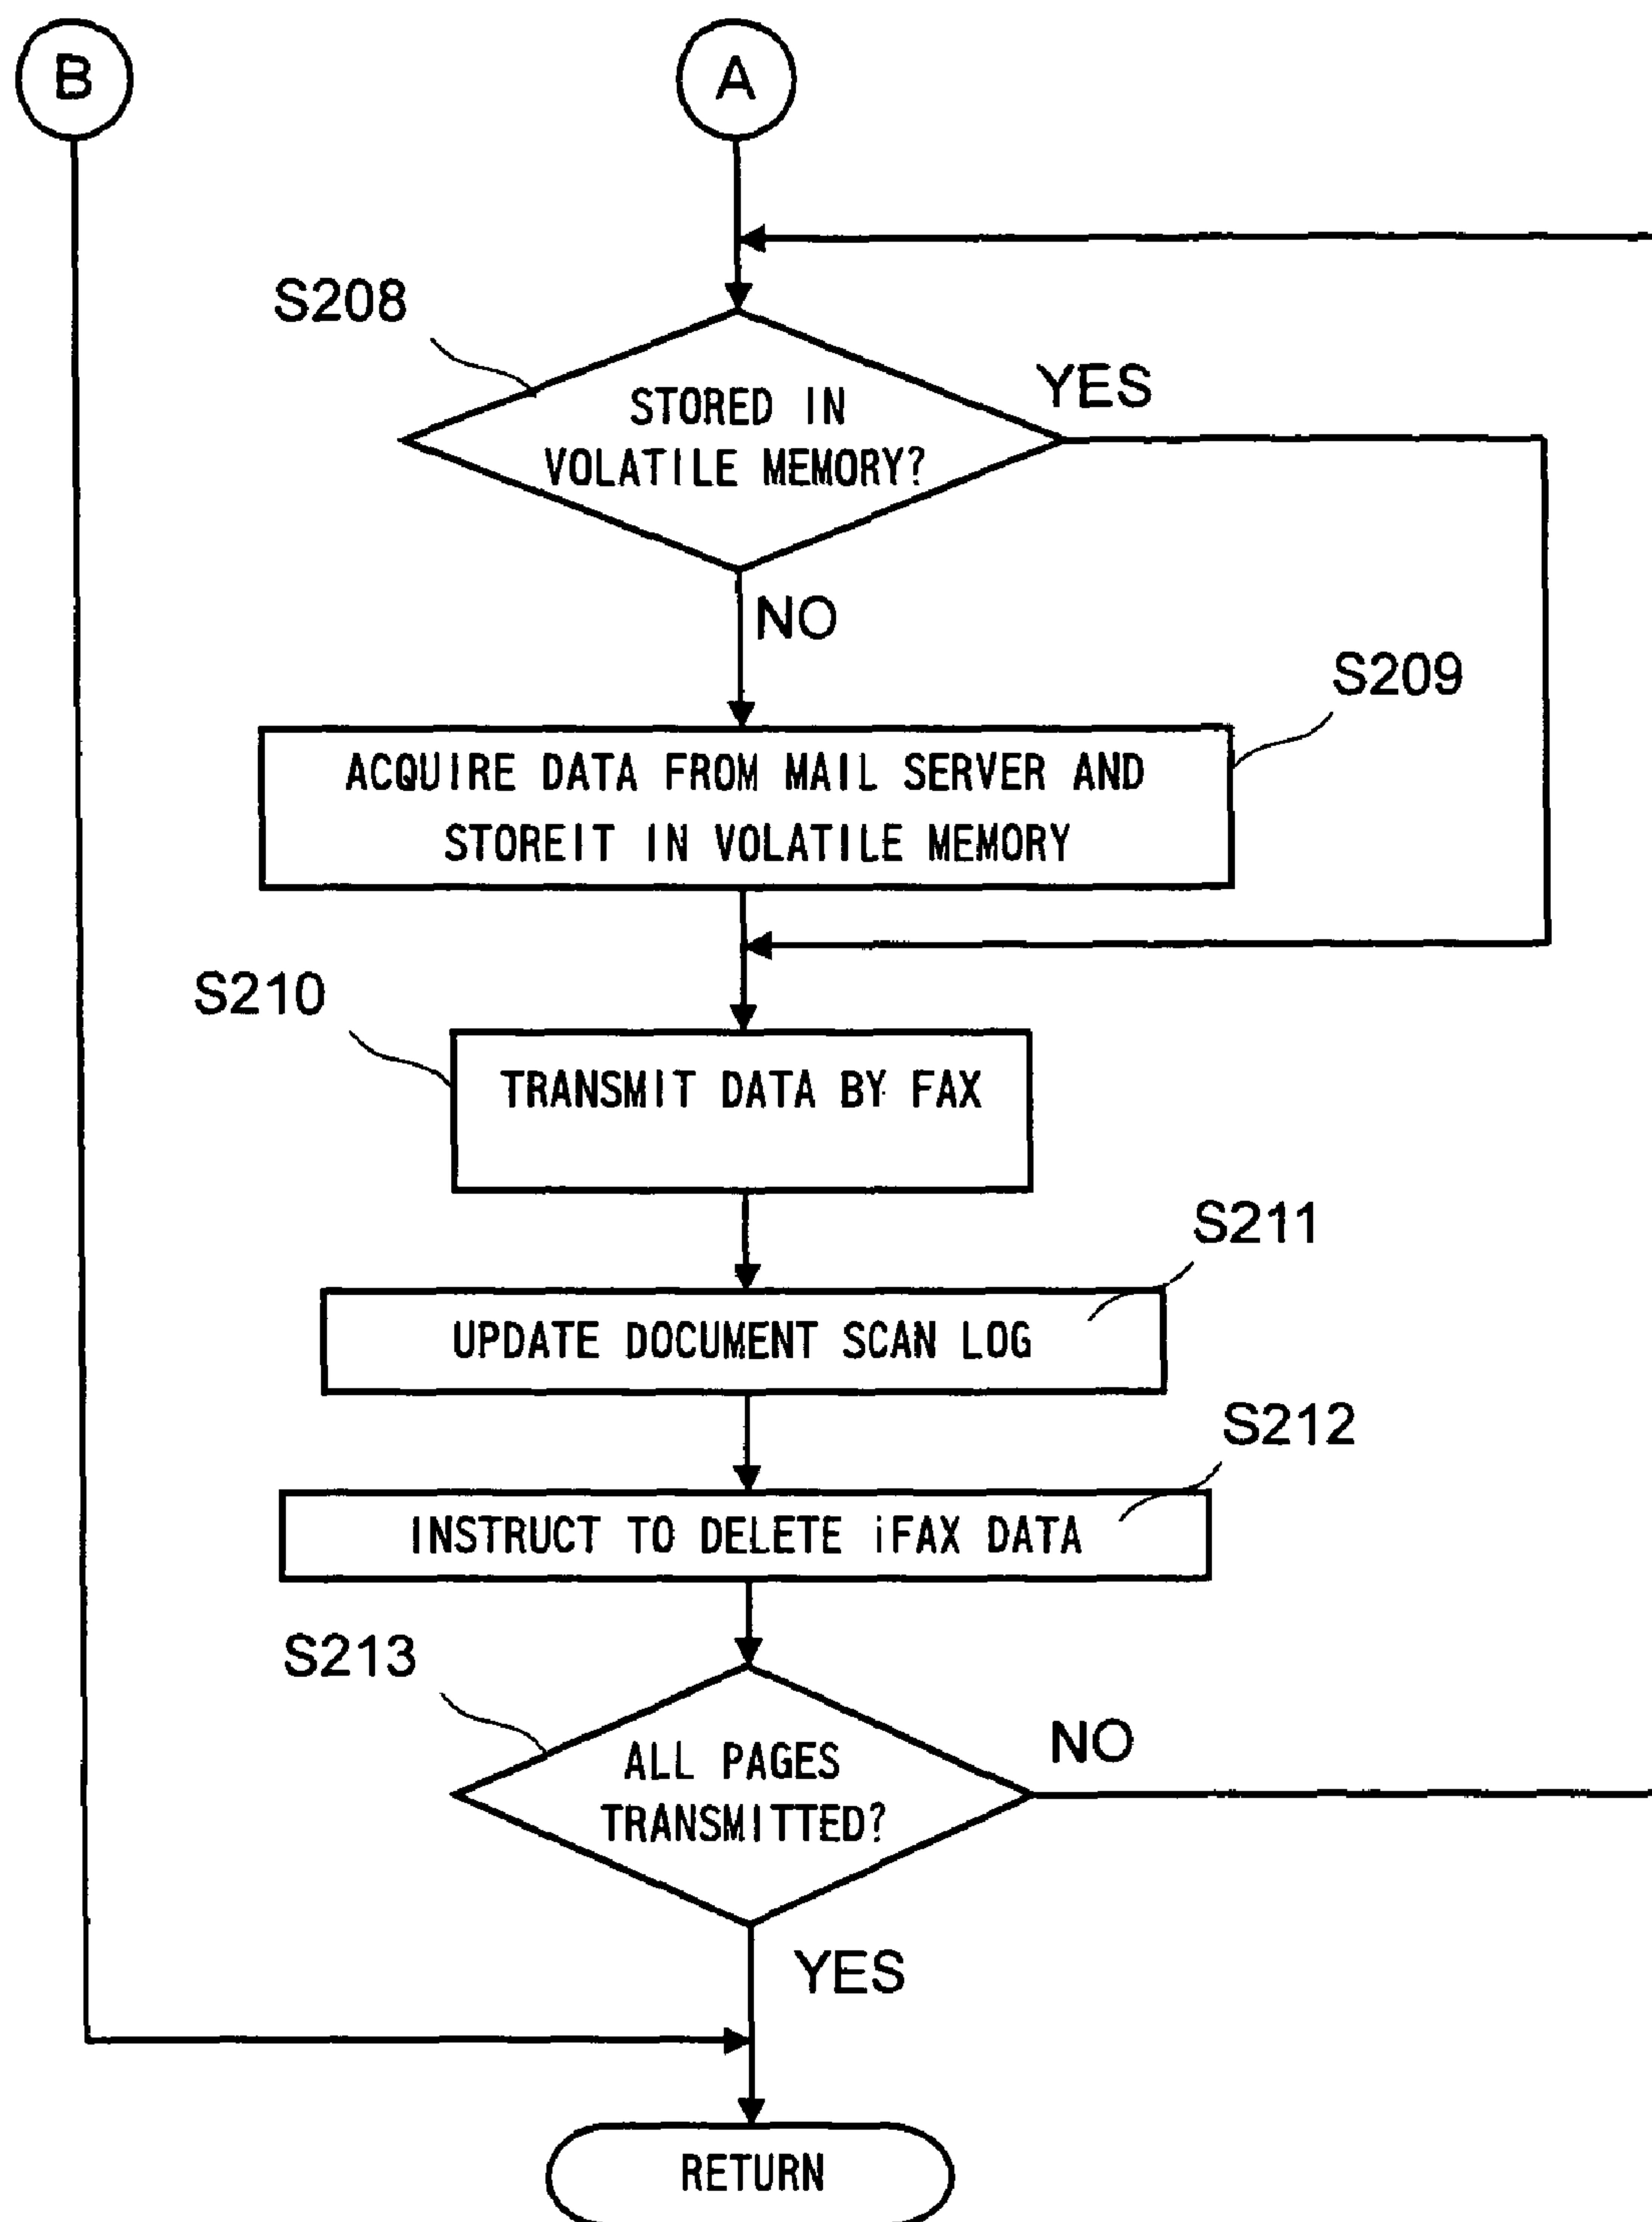 B
A
S208
STORED IN
VOLATILE MEMORY?
YES
NO
S209
ACQUIRE DATA FROM MAIL SERVER AND
STOREIT IN VOLATILE MEMORY
S210
TRANSMIT DATA BY FAX
S211
UPDATE DOCUMENT SCAN LOG
S212
INSTRUCT TO DELETE iFAX DATA
S213
ALL PAGES
TRANSMITTED?
NO
YES
RETURN